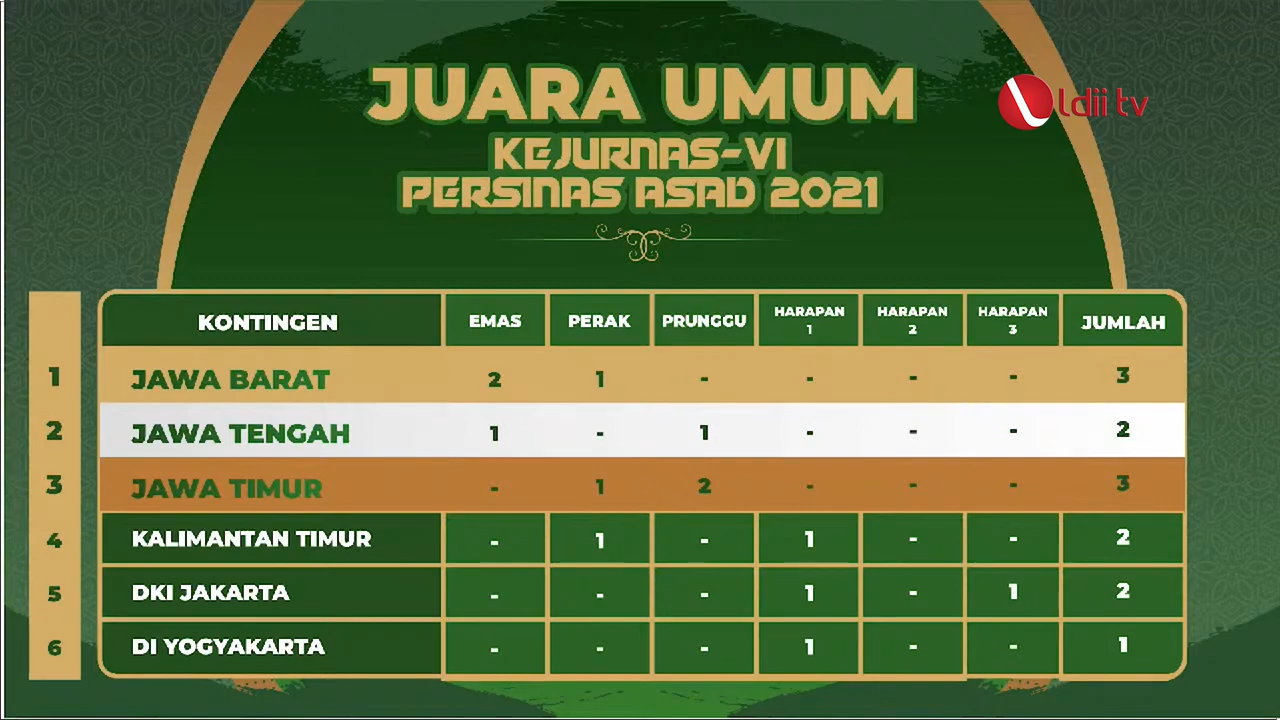 JUARA UMUM
ldii tv
KEJURNAS-VI
PERSINAS ASAD 2021
KONTINGEN EMAS PERAK PRUNGGU HARAPAN 1 HARAPAN 2 HARAPAN 3 JUMLAH
1 JAWA BARAT 2 1 - - - - 3
2 JAWA TENGAH 1 - 1 - - - 2
3 JAWA TIMUR - 1 2 - - - 3
4 KALIMANTAN TIMUR - 1 - 1 - - 2
5 DKI JAKARTA - - - 1 - 1 2
6 DI YOGYAKARTA - - - 1 - - 1